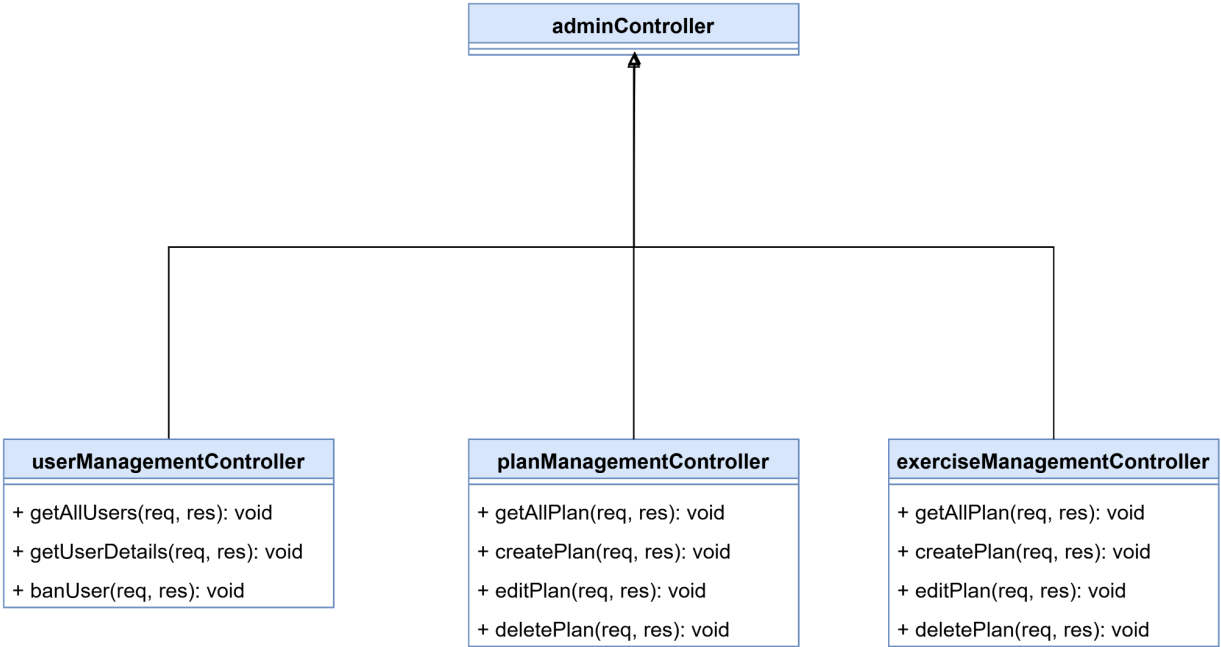 adminController
userManagementController
+ getAllUsers(req, res): void
+ getUserDetails(req, res): void
+ banUser(req, res): void
planManagementController
+ getAllPlan(req, res): void
+ createPlan(req, res): void
+ editPlan(req, res): void
+ deletePlan(req, res): void
exerciseManagementController
+ getAllPlan(req, res): void
+ createPlan(req, res): void
+ editPlan(req, res): void
+ deletePlan(req, res): void